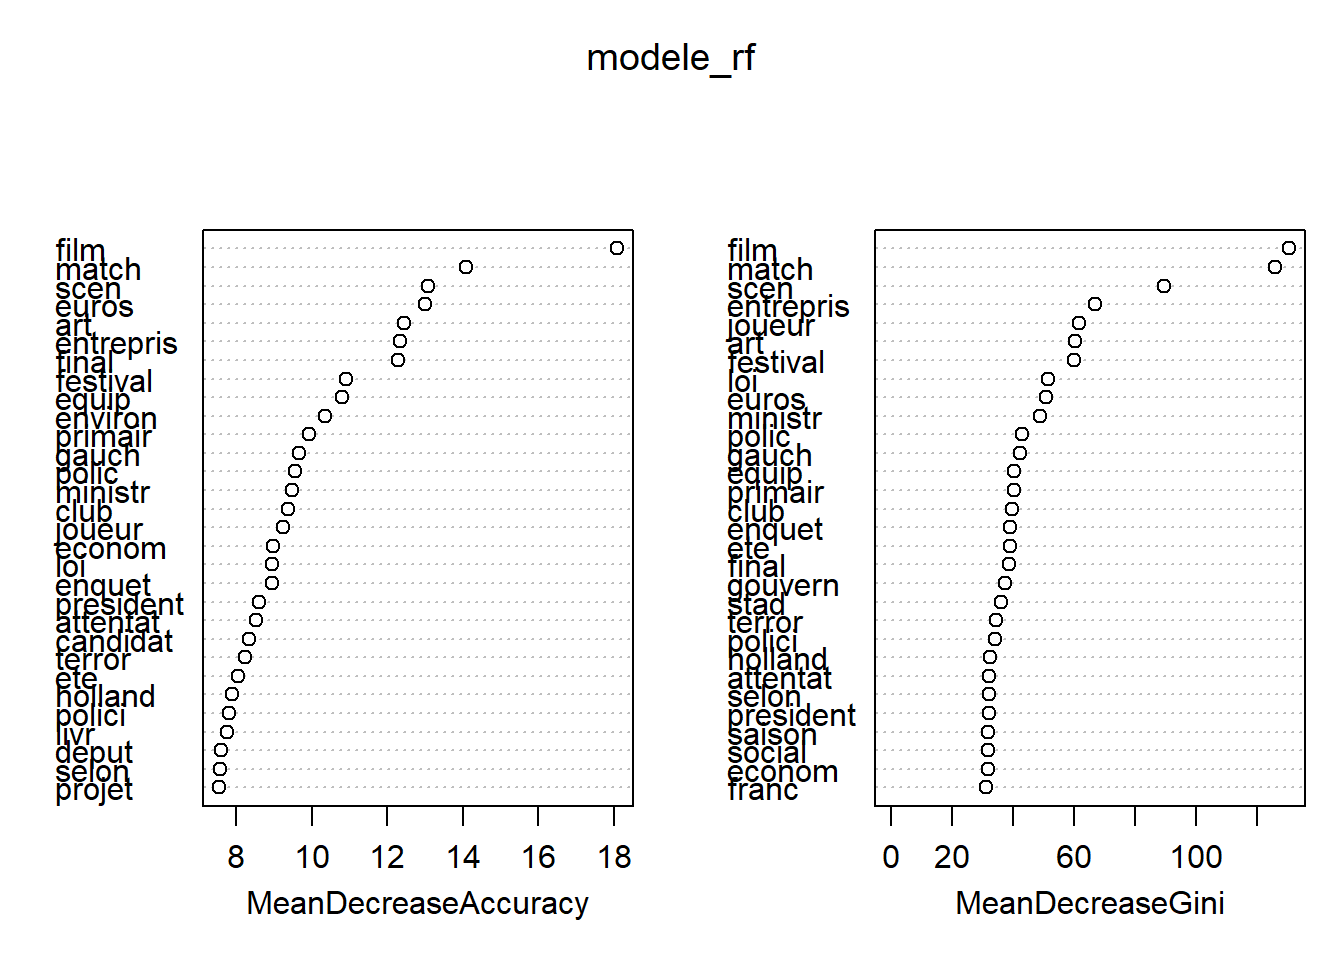 modele_rf
film
match
scen
euros
art
entrepris
final
festival
equip
environ
primair
gauch
polic
ministr
club
joueur
econom
loi
enquet
president
attentat
candidat
terror
ete
holland
polici
livr
deput
selon
projet
8 10 12 14 16 18
MeanDecreaseAccuracy
film
match
scen
entrepris
joueur
art
festival
loi
euros
ministr
polic
gauch
equip
primair
club
enquet
ete
final
gouvern
stad
terror
polici
holland
attentat
selon
president
saison
social
econom
franc
0 20 60 100
MeanDecreaseGini